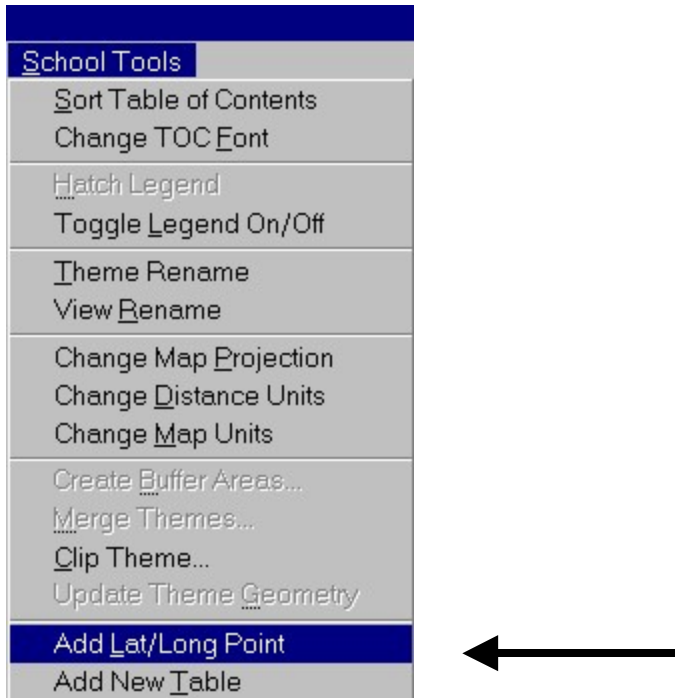 School Tools
Sort Table of Contents
Change TOC Font
Hatch Legend
Toggle Legend On/Off
Theme Rename
View Rename
Change Map Projection
Change Distance Units
Change Map Units
Create Buffer Areas...
Merge Themes...
Clip Theme...
Update Theme Geometry
Add Lat/Long Point
Add New Table